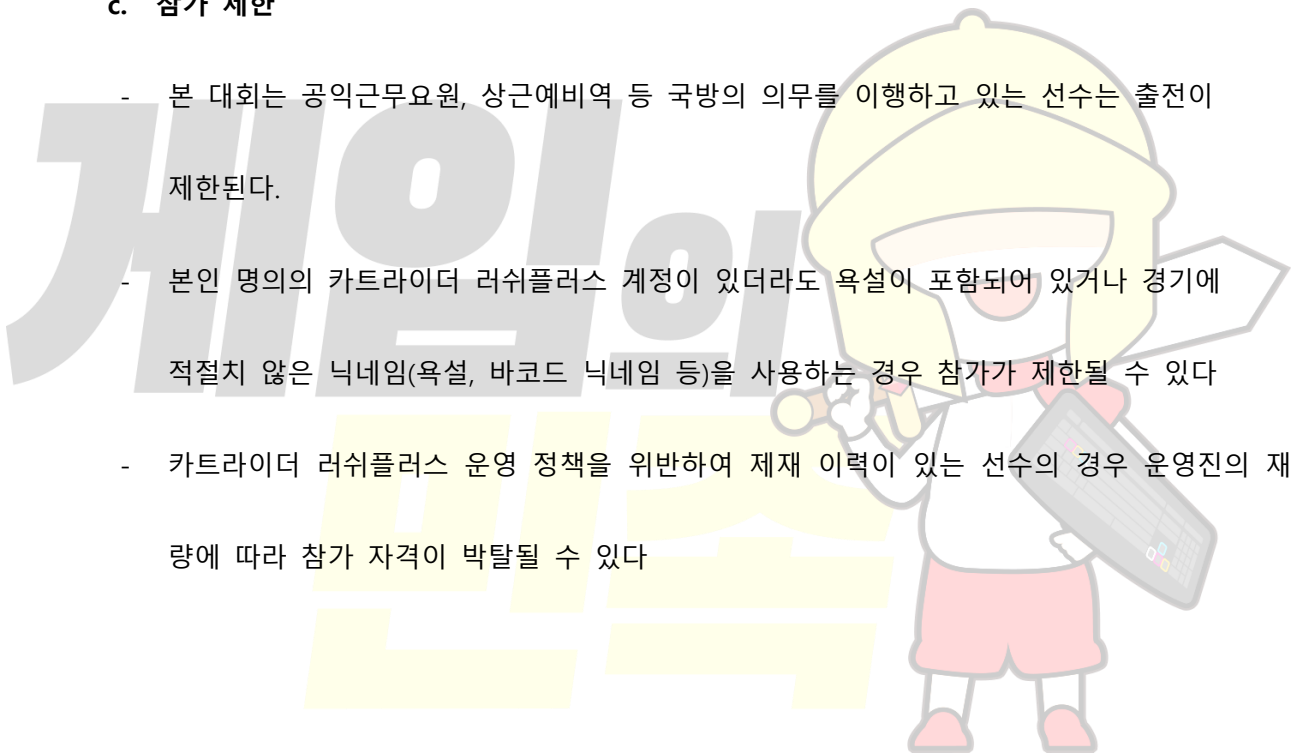 c. 참가 제한
- 본 대회는 공익근무요원, 상근예비역 등 국방의 의무를 이행하고 있는 선수는 출전이
제한된다.
- 본인 명의의 카트라이더 러쉬플러스 계정이 있더라도 욕설이 포함되어 있거나 경기에
적절치 않은 닉네임(욕설, 바코드 닉네임 등)을 사용하는 경우 참가가 제한될 수 있다
- 카트라이더 러쉬플러스 운영 정책을 위반하여 제재 이력이 있는 선수의 경우 운영진의 재
량에 따라 참가 자격이 박탈될 수 있다
게임의
민족